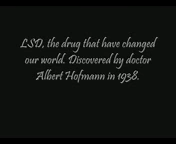 LSD, the drug that have changed
our world. Discovered by doctor
Albert Hofmann in 1938.